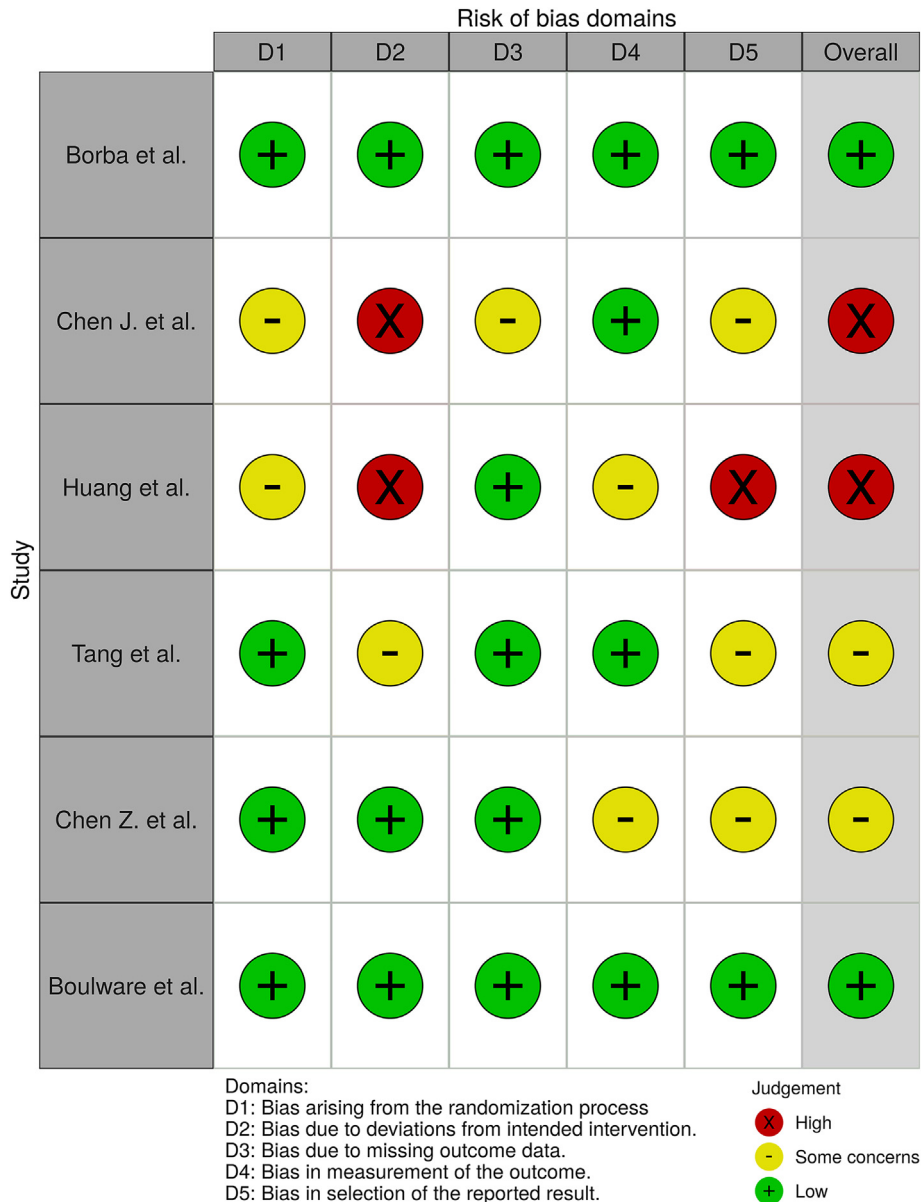 Risk of bias domains
D1 D2 D3 D4 D5 Overall
Study
Borba et al. + + + + + +
Chen J. et al. - X - + - X
Huang et al. - X + - X X
Tang et al. + - + + - -
Chen Z. et al. + + + - - -
Boulware et al. + + + + + +
Domains:
D1: Bias arising from the randomization process
D2: Bias due to deviations from intended intervention.
D3: Bias due to missing outcome data.
D4: Bias in measurement of the outcome.
D5: Bias in selection of the reported result.
Judgement
X High
- Some concerns
+ Low